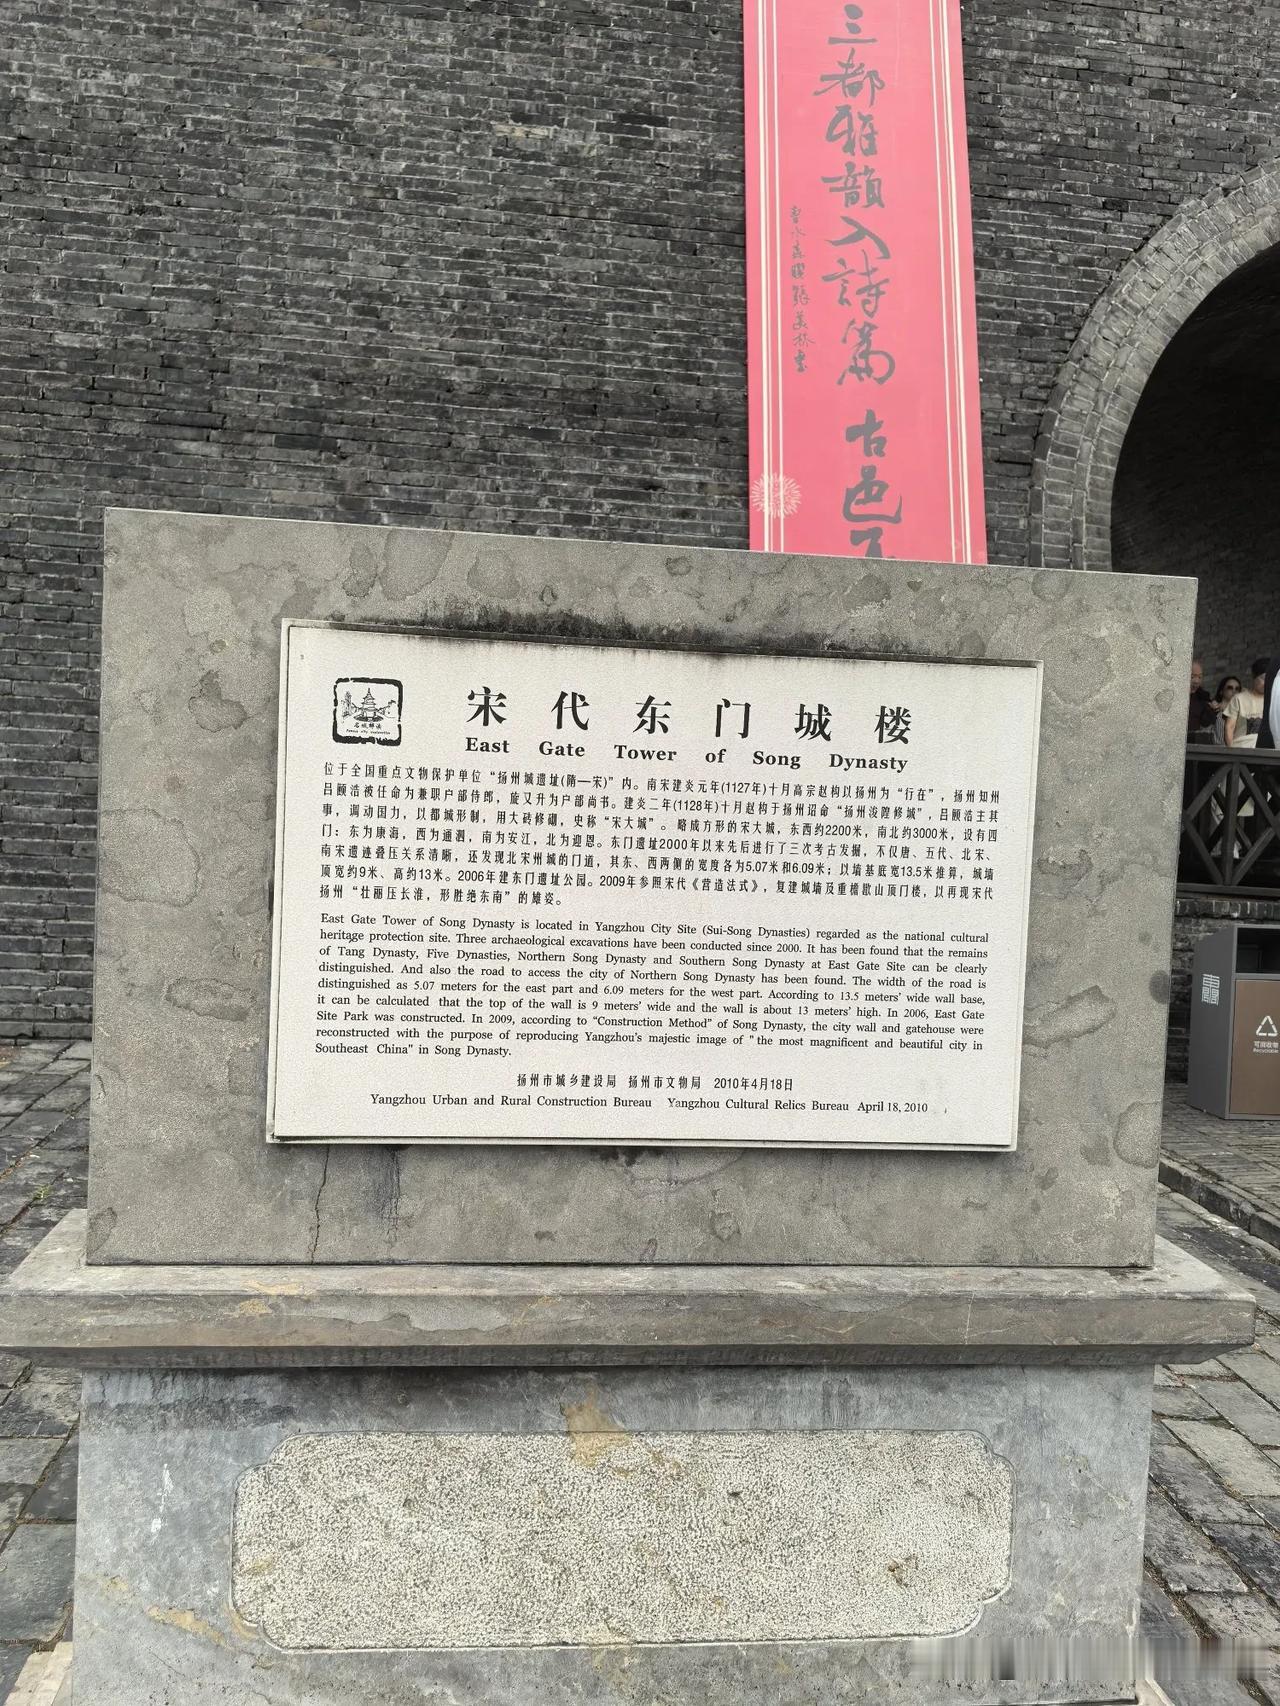 三都雅韻入詩篇 古邑
宋代东门城楼
East Gate Tower of Song Dynasty
位于全国重点文物保护单位“扬州城遗址(隋—宋)”内。南宋建炎元年(1127年)十月高宗赵构以扬州为“行在”，扬州知州
吕颐浩被任命为兼职户部侍郎，旋又升为户部尚书。建炎二年(1128年)十月赵构于扬州诏命“扬州浚隍修城”，吕颐浩主其
事，调动国力，以都城形制，用大砖修砌，史称“宋大城”。略成方形的宋大城，东西约2200米，南北约3000米，设有四
门：东为康海，西为通泗，南为安江，北为迎恩。东门遗址2000年以来先后进行了三次考古发掘，不仅唐、五代、北宋、
南宋遗迹叠压关系清晰，还发现北宋州城的门道，其东、西两侧的宽度各为5.07米和6.09米；以墙基底宽13.5米推算，城墙
顶宽约9米、高约13米。2006年建东门遗址公园。2009年参照宋代《营造法式》，复建城墙及重檐歇山顶门楼，以再现宋代
扬州“壮丽压长淮，形胜绝东南”的雄姿。
East Gate Tower of Song Dynasty is located in Yangzhou City Site (Sui-Song Dynasties) regarded as the national cultural
heritage protection site. Three archaeological excavations have been conducted since 2000. It has been found that the remains
of Tang Dynasty, Five Dynasties, Northern Song Dynasty and Southern Song Dynasty at East Gate Site can be clearly
distinguished. And also the road to access the city of Northern Song Dynasty has been found. The width of the road is
distinguished as 5.07 meters for the east part and 6.09 meters for the west part. According to 13.5 meters’ wide wall base,
it can be calculated that the top of the wall is 9 meters’ wide and the wall is about 13 meters’ high. In 2006, East Gate
Site Park was constructed. In 2009, according to “Construction Method” of Song Dynasty, the city wall and gatehouse were
reconstructed with the purpose of reproducing Yangzhou’s majestic image of "the most magnificent and beautiful city in
Southeast China" in Song Dynasty.
扬州市城乡建设局 扬州市文物局 2010年4月18日
Yangzhou Urban and Rural Construction Bureau Yangzhou Cultural Relics Bureau April 18, 2010
可回收物
Recyclable